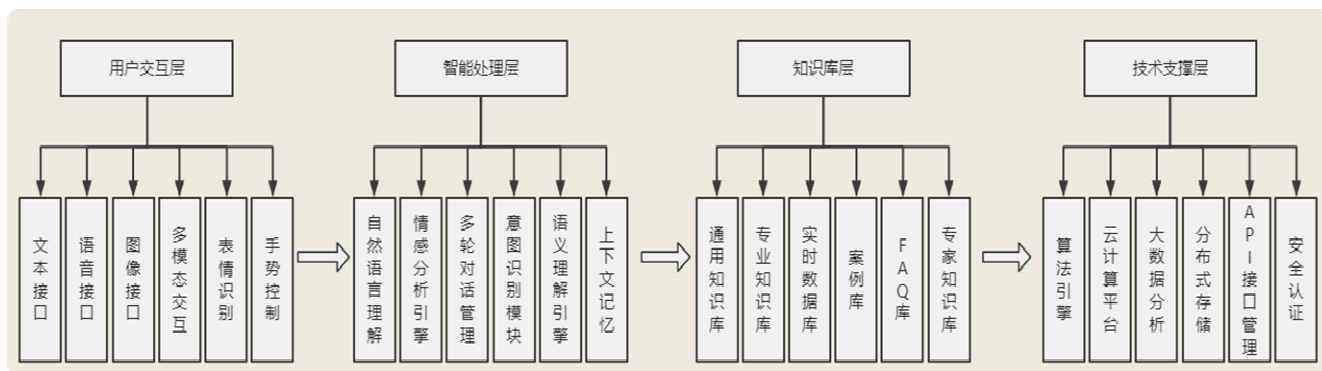 用户交互层
智能处理层
知识库层
技术支撑层
文本接口
语音接口
图像接口
多模态交互
表情识别
手势控制
自然语言理解
情感分析引擎
多轮对话管理
意图识别模块
语义理解引擎
上下文记忆
通用知识库
专业知识库
实时数据库
案例库
FAQ库
专家知识库
算法引擎
云计算平台
大数据分析
分布式存储
API接口管理
安全认证